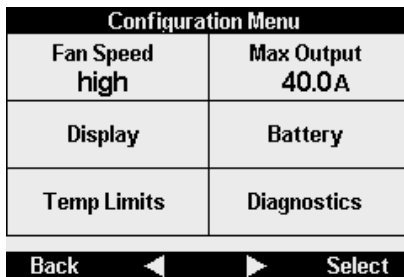 Configuration Menu
Fan Speed Max Output
high 40.0A
Display Battery
Temp Limits Diagnostics
Back Select